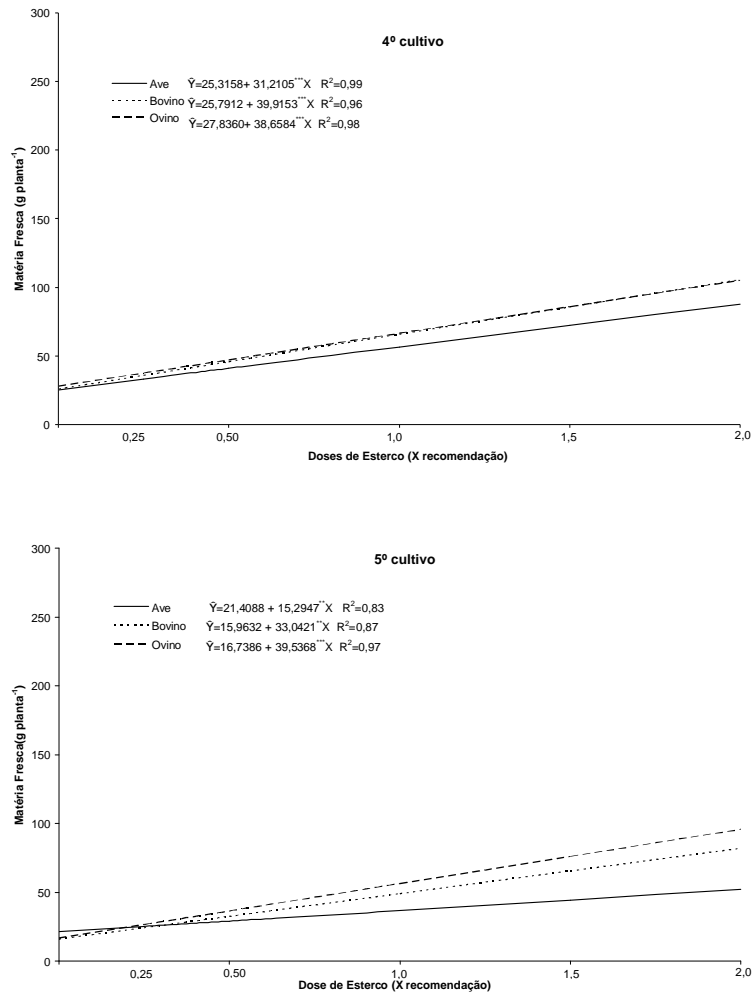 300
4º cultivo
250
Ave Ŷ=25,3158+ 31,2105***X R²=0,99
Bovino Ŷ=25,7912 + 39,9153***X R²=0,96
Ovino Ŷ=27,8360+ 38,6584***X R²=0,98
200
150
100
50
0
Matéria Fresca (g planta⁻¹)
0,25 0,50 1,0 1,5 2,0
Doses de Esterco (X recomendação)
300
5º cultivo
250
Ave Ŷ=21,4088 + 15,2947**X R²=0,83
Bovino Ŷ=15,9632 + 33,0421**X R²=0,87
Ovino Ŷ=16,7386 + 39,5368***X R²=0,97
200
150
100
50
0
Matéria Fresca(g planta⁻¹)
0,25 0,50 1,0 1,5 2,0
Dose de Esterco (X recomendação)